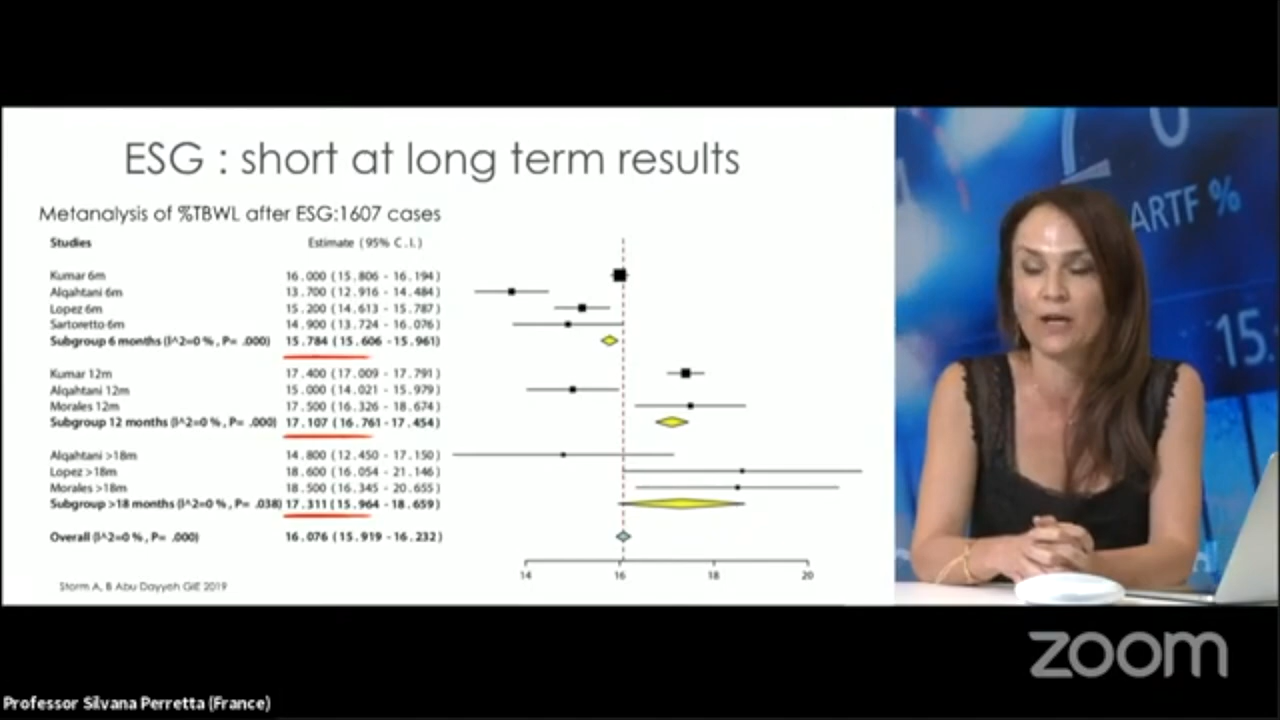 ESG : short at long term results
Metanalysis of %TBWL after ESG:1607 cases
Studies Estimate (95% C.I.)
Kumar 6m 16.000 (15.806 - 16.194)
Alqahtani 6m 13.700 (12.916 - 14.484)
Lopez 6m 15.200 (14.613 - 15.787)
Sartoretto 6m 14.900 (13.724 - 16.076)
Subgroup 6 months (I^2=0 % , P= .000) 15.784 (15.606 - 15.961)
Kumar 12m 17.400 (17.009 - 17.791)
Alqahtani 12m 15.000 (14.021 - 15.979)
Morales 12m 17.500 (16.326 - 18.674)
Subgroup 12 months (I^2=0 % , P= .000) 17.107 (16.761 - 17.454)
Alqahtani >18m 14.800 (12.450 - 17.150)
Lopez >18m 18.600 (16.054 - 21.146)
Morales >18m 18.500 (16.345 - 20.655)
Subgroup >18 months (I^2=0 % , P= .038) 17.311 (15.964 - 18.659)
Overall (I^2=0 % , P= .000) 16.076 (15.919 - 16.232)
14 16 18 20
Storm A, B Abu Dayyeh GIE 2019
ARTF %
15.
zoom
Professor Silvana Perretta (France)